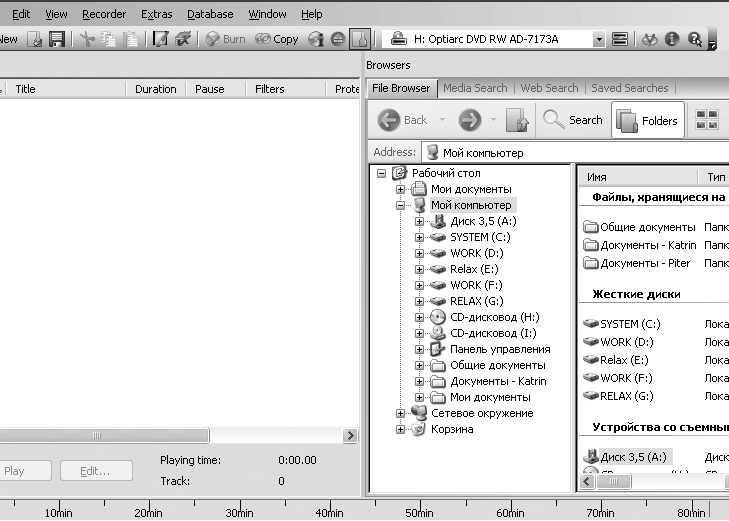 Edit View Recorder Extras Database Window Help
New Burn Copy H: Optiarc DVD RW AD-7173A
Browsers
Title Duration Pause Filters Prote
File Browser Media Search Web Search Saved Searches
Back Search Folders
Address: Мой компьютер
Рабочий стол
Мои документы
Мой компьютер
Диск 3,5 (A:)
SYSTEM (C:)
WORK (D:)
Relax (E:)
WORK (F:)
RELAX (G:)
CD-дисковод (H:)
CD-дисковод (I:)
Панель управления
Общие документы
Документы - Katrin
Мои документы
Сетевое окружение
Корзина
Имя Тип
Файлы, хранящиеся на
Общие документы Папк
Документы - Katrin Папк
Документы - Piter Папк
Жесткие диски
SYSTEM (C:) Лока
WORK (D:) Лока
Relax (E:) Лока
WORK (F:) Лока
RELAX (G:) Лока
Устройства со съемны
Диск 3,5 (A:) Диск
Play Edit... Playing time: 0:00.00
Track: 0
10min 20min 30min 40min 50min 60min 70min 80min